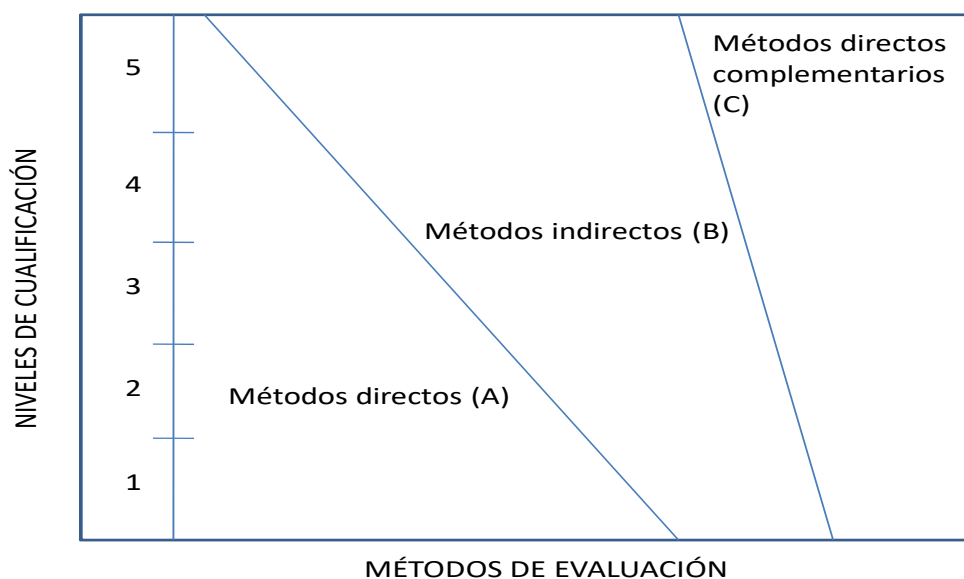 NIVELES DE CUALIFICACIÓN
5
4
3
2
1
Métodos directos
complementarios
(C)
Métodos indirectos (B)
Métodos directos (A)
MÉTODOS DE EVALUACIÓN